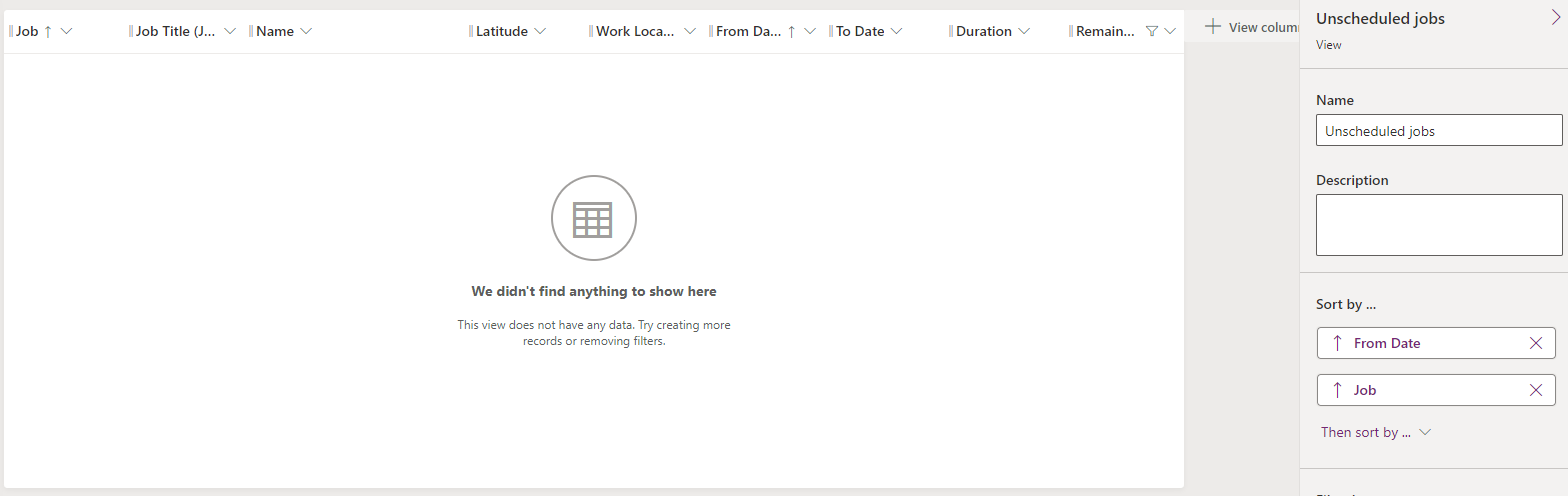 Job
Job Title (J...
Name
Latitude
Work Loca...
From Da...
To Date
Duration
Remain...
View colum
Unscheduled jobs
View
Name
Unscheduled jobs
Description
We didn't find anything to show here
This view does not have any data. Try creating more
records or removing filters.
Sort by ...
From Date
Job
Then sort by ...